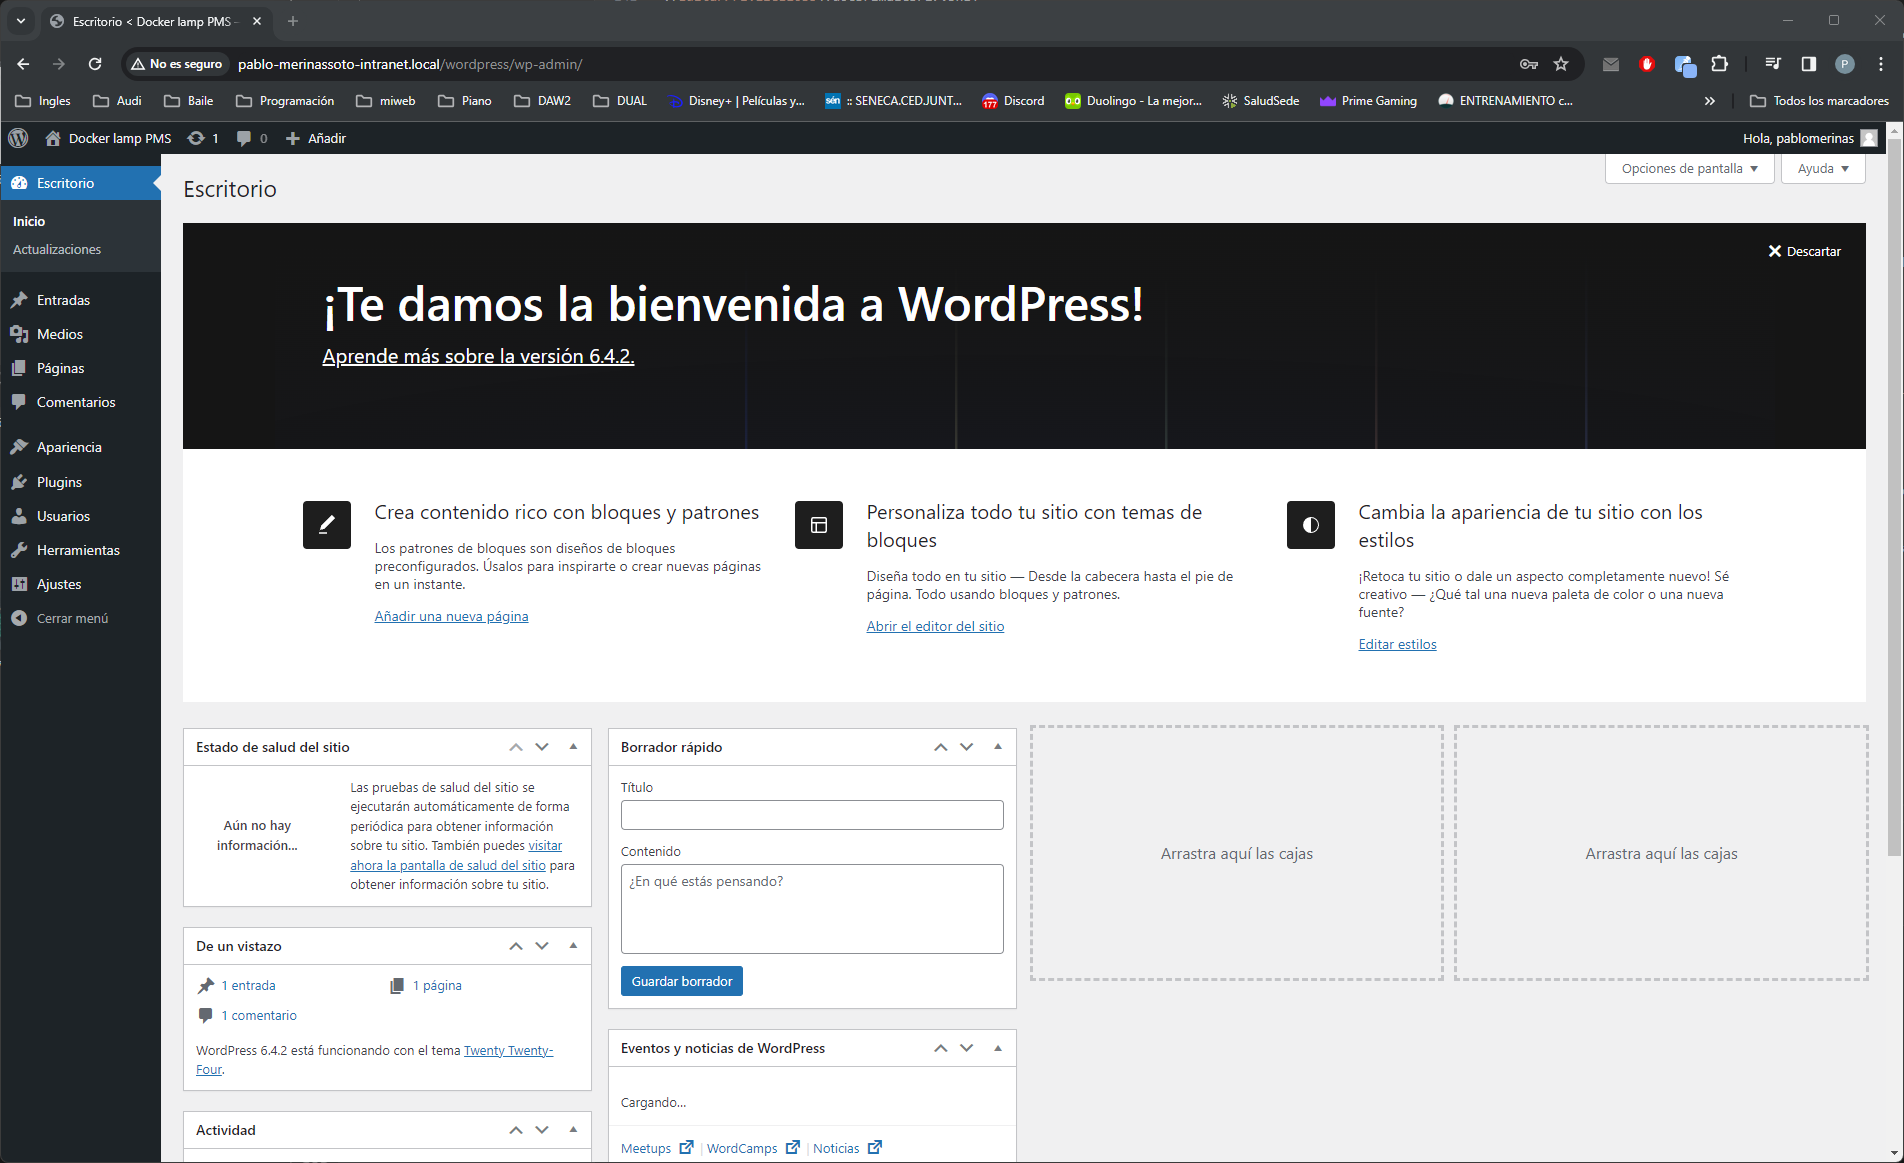 Escritorio < Docker lamp PMS
No es seguro
pablo-merinassoto-intranet.local/wordpress/wp-admin/
Ingles
Audi
Baile
Programación
miweb
Piano
DAW2
DUAL
Disney+ | Películas y...
:: SENECA.CED.JUNT...
Discord
Duolingo - La mejor...
SaludSede
Prime Gaming
ENTRENAMIENTO c...
Todos los marcadores
Docker lamp PMS
1
0
Añadir
Hola, pablomerinas
Escritorio
Inicio
Actualizaciones
Entradas
Medios
Páginas
Comentarios
Apariencia
Plugins
Usuarios
Herramientas
Ajustes
Cerrar menú
Escritorio
Opciones de pantalla
Ayuda
Descartar
¡Te damos la bienvenida a WordPress!
Aprende más sobre la versión 6.4.2.
Crea contenido rico con bloques y patrones
Los patrones de bloques son diseños de bloques
preconfigurados. Úsalos para inspirarte o crear nuevas páginas
en un instante.
Añadir una nueva página
Personaliza todo tu sitio con temas de
bloques
Diseña todo en tu sitio — Desde la cabecera hasta el pie de
página. Todo usando bloques y patrones.
Abrir el editor del sitio
Cambia la apariencia de tu sitio con los
estilos
¡Retoca tu sitio o dale un aspecto completamente nuevo! Sé
creativo — ¿Qué tal una nueva paleta de color o una nueva
fuente?
Editar estilos
Estado de salud del sitio
Aún no hay
información...
Las pruebas de salud del sitio se
ejecutarán automáticamente de forma
periódica para obtener información
sobre tu sitio. También puedes visitar
ahora la pantalla de salud del sitio para
obtener información sobre tu sitio.
De un vistazo
1 entrada
1 página
1 comentario
WordPress 6.4.2 está funcionando con el tema Twenty Twenty-
Four.
Actividad
Borrador rápido
Título
Contenido
¿En qué estás pensando?
Guardar borrador
Eventos y noticias de WordPress
Cargando...
Meetups | WordCamps | Noticias
Arrastra aquí las cajas
Arrastra aquí las cajas